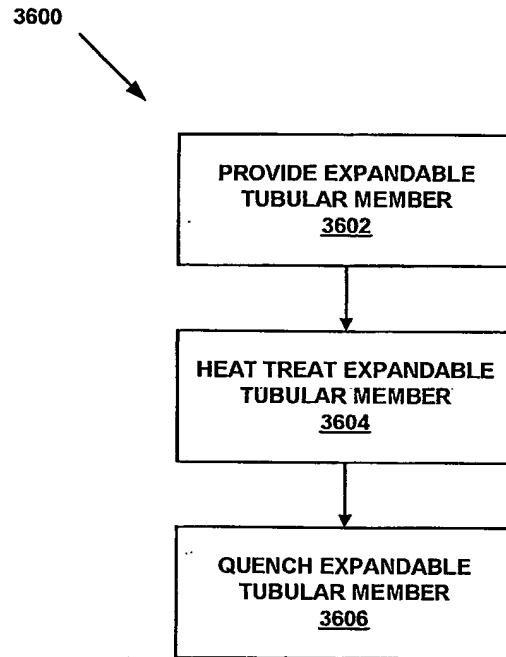 3600
PROVIDE EXPANDABLE
TUBULAR MEMBER
3602
HEAT TREAT EXPANDABLE
TUBULAR MEMBER
3604
QUENCH EXPANDABLE
TUBULAR MEMBER
3606